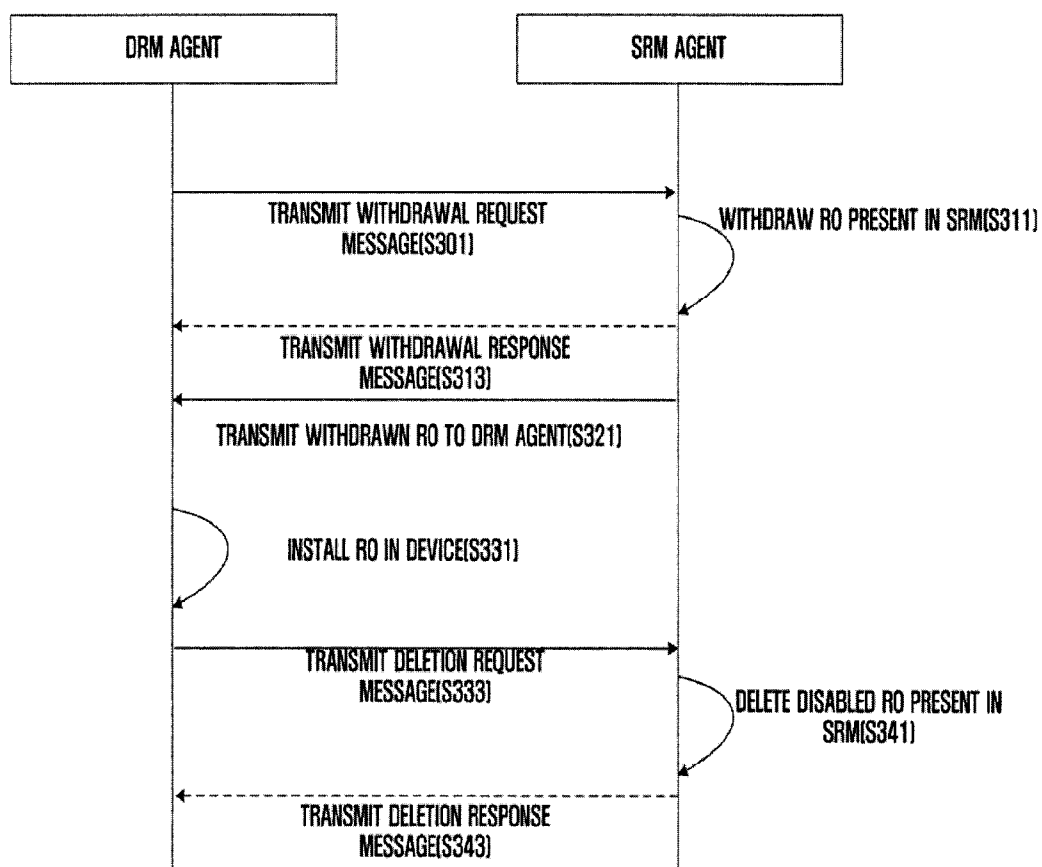 DRM AGENT
SRM AGENT
TRANSMIT WITHDRAWAL REQUEST
MESSAGE(S301)
WITHDRAW RO PRESENT IN SRM(S311)
TRANSMIT WITHDRAWAL RESPONSE
MESSAGE(S313)
TRANSMIT WITHDRAWN RO TO DRM AGENT(S321)
INSTALL RO IN DEVICE(S331)
TRANSMIT DELETION REQUEST
MESSAGE(S333)
DELETE DISABLED RO PRESENT IN
SRM(S341)
TRANSMIT DELETION RESPONSE
MESSAGE(S343)